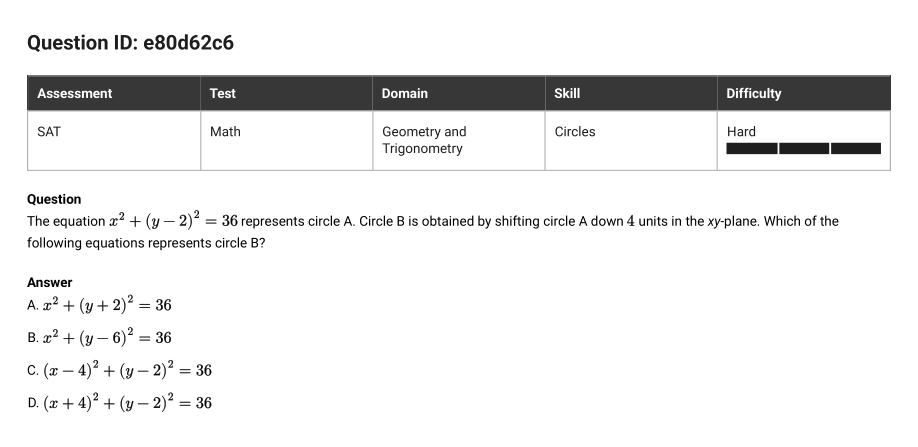 Question ID: e80d62c6
Assessment Test Domain Skill Difficulty
SAT Math Geometry and Circles Hard
Trigonometry
Question
The equation x² + (y − 2)² = 36 represents circle A. Circle B is obtained by shifting circle A down 4 units in the xy-plane. Which of the
following equations represents circle B?
Answer
A. x² + (y + 2)² = 36
B. x² + (y − 6)² = 36
C. (x − 4)² + (y − 2)² = 36
D. (x + 4)² + (y − 2)² = 36